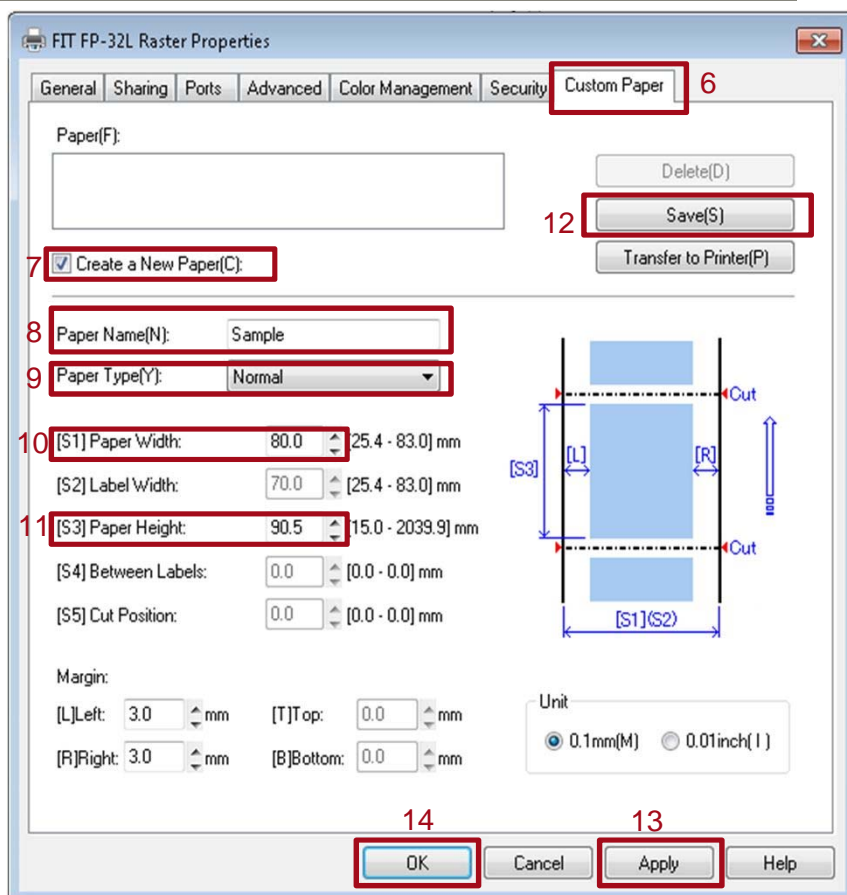 FIT FP-32L Raster Properties
General Sharing Ports Advanced Color Management Security Custom Paper 6
Paper(F):
Delete(D)
12 Save(S)
7 Create a New Paper(C): Transfer to Printer(P)
8 Paper Name(N): Sample
9 Paper Type(Y): Normal
Cut
10 [S1] Paper Width: 80.0 [25.4 - 83.0] mm
[S3] [L] [R]
[S2] Label Width: 70.0 [25.4 - 83.0] mm
11 [S3] Paper Height: 90.5 [15.0 - 2039.9] mm
Cut
[S4] Between Labels: 0.0 [0.0 - 0.0] mm
[S5] Cut Position: 0.0 [0.0 - 0.0] mm
[S1](S2)
Margin:
Unit
[L]Left: 3.0 mm [T]Top: 0.0 mm
0.1mm(M) 0.01inch( I )
[R]Right: 3.0 mm [B]Bottom: 0.0 mm
14 13
OK Cancel Apply Help